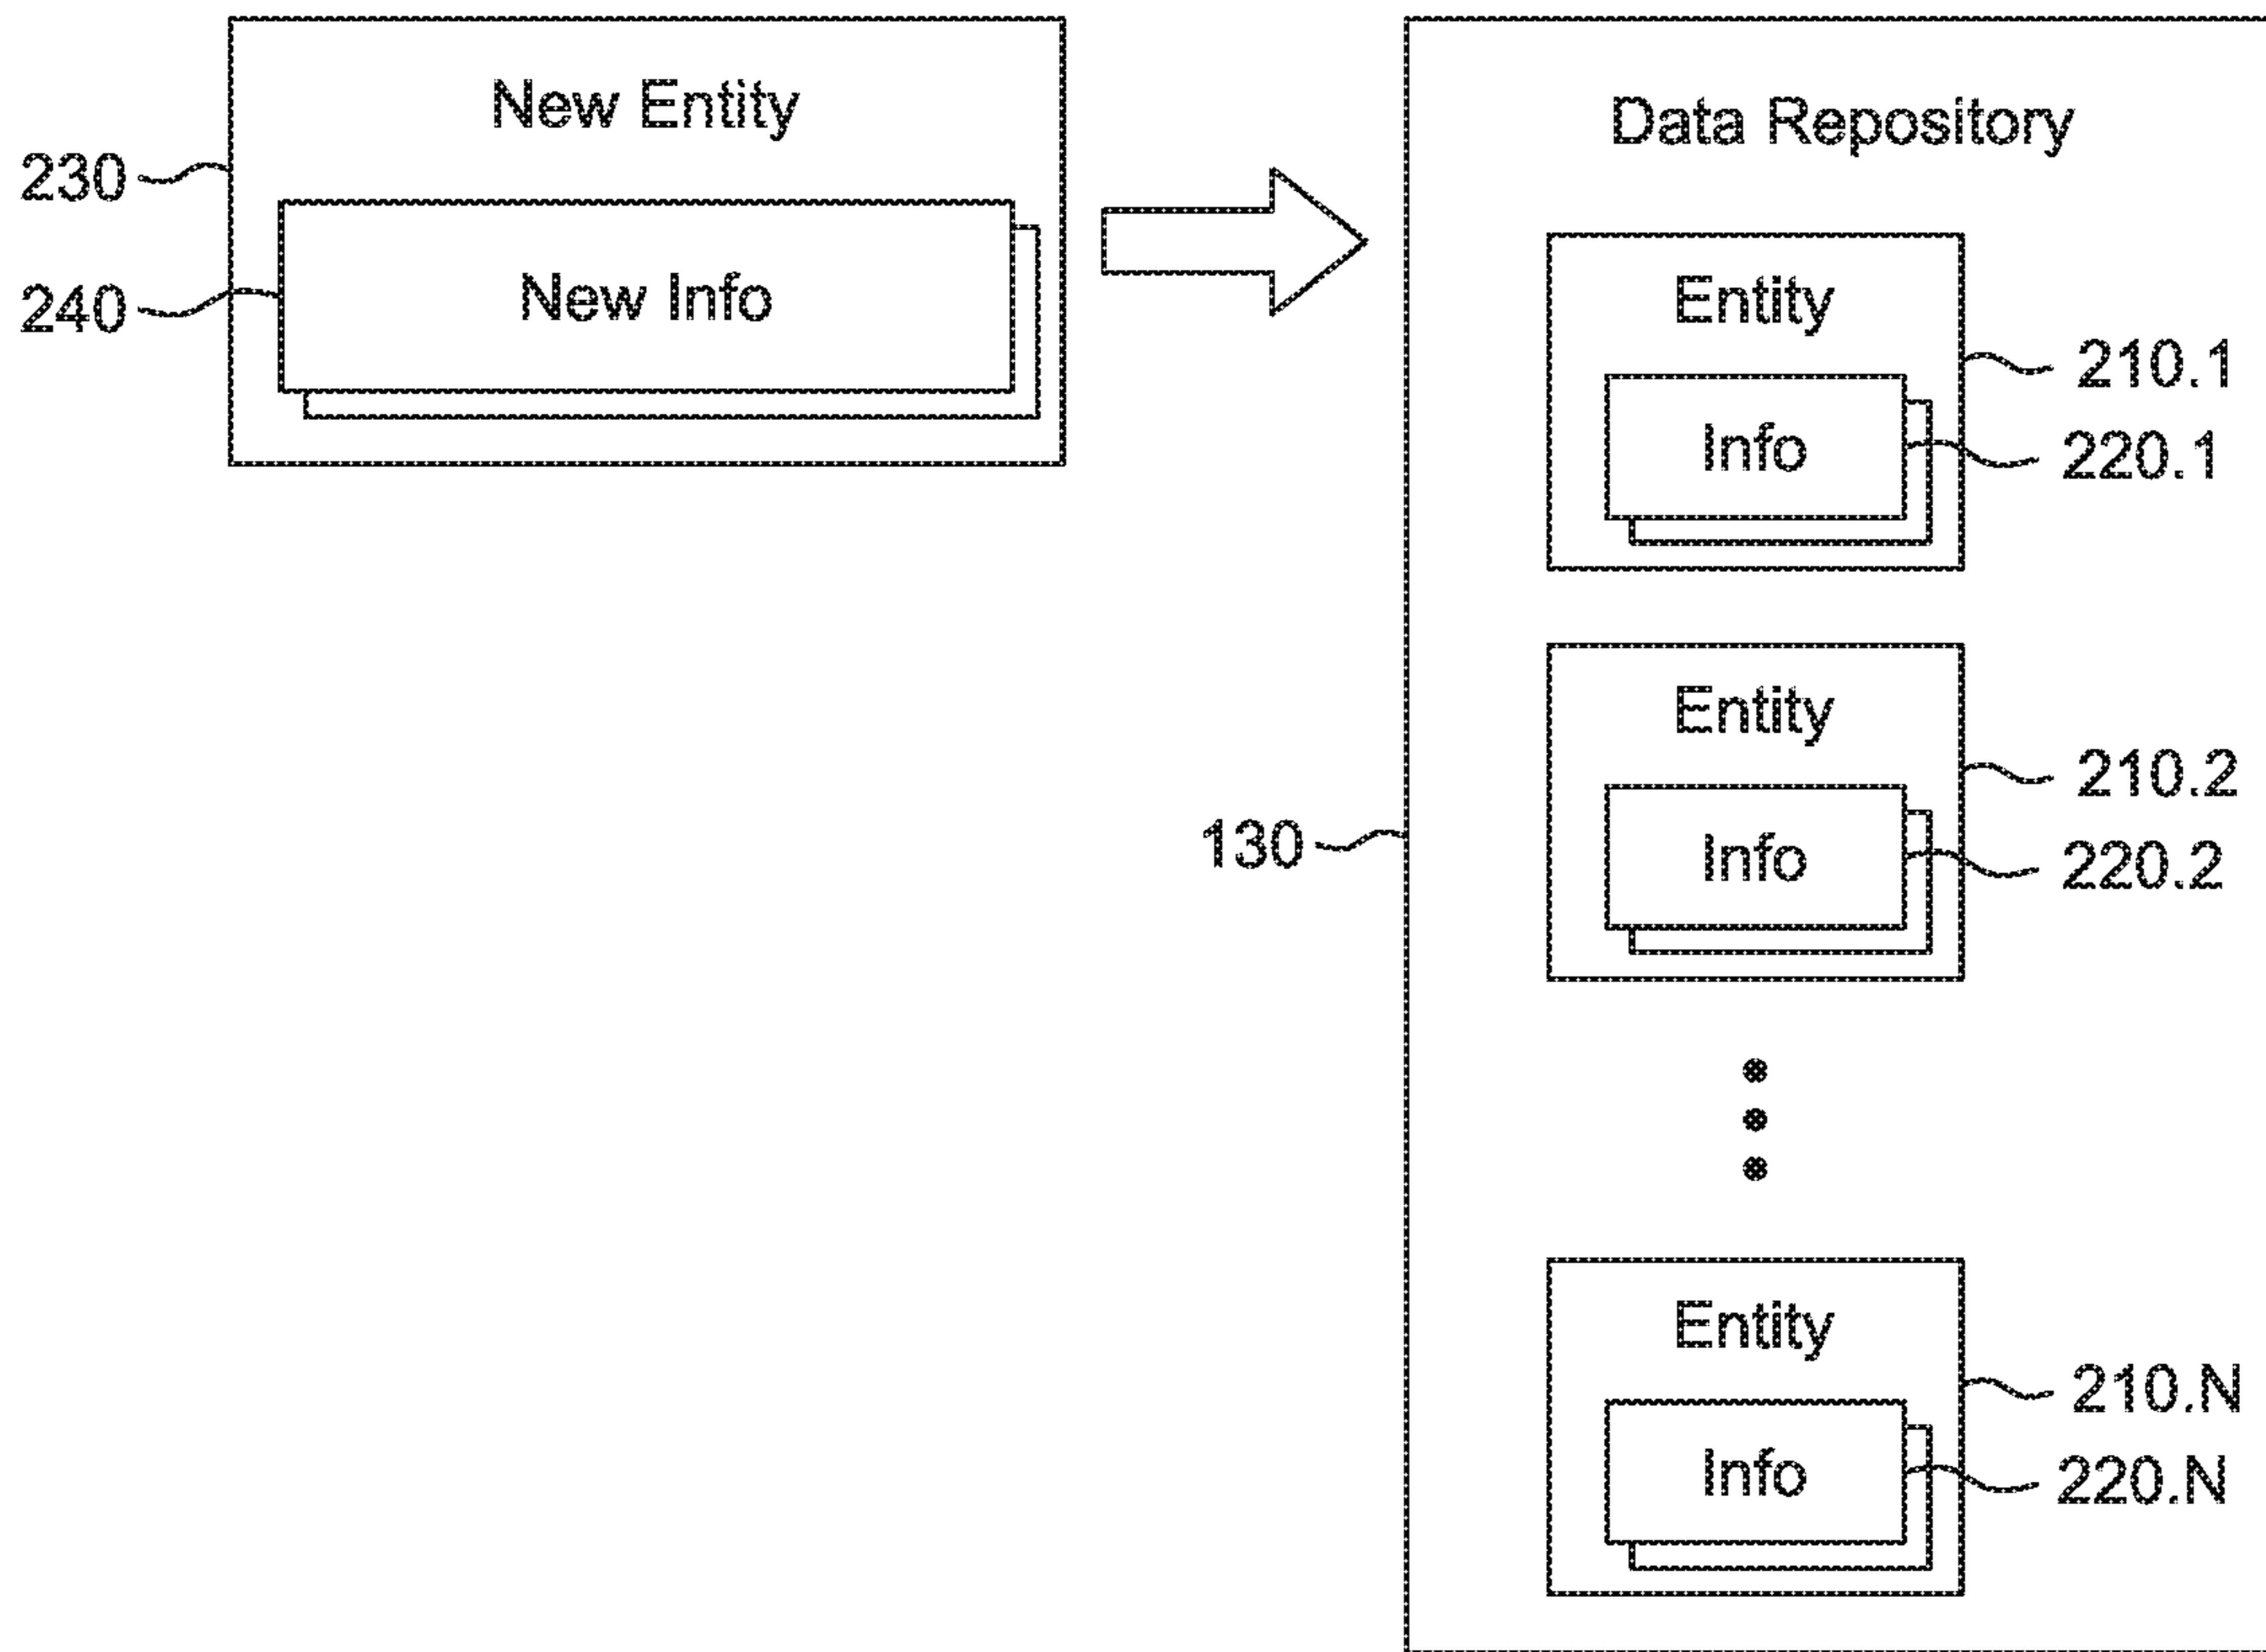 New Entity
230
New Info
240
Data Repository
130
Entity
210.1
Info
220.1
Entity
210.2
Info
220.2
Entity
210.N
Info
220.N